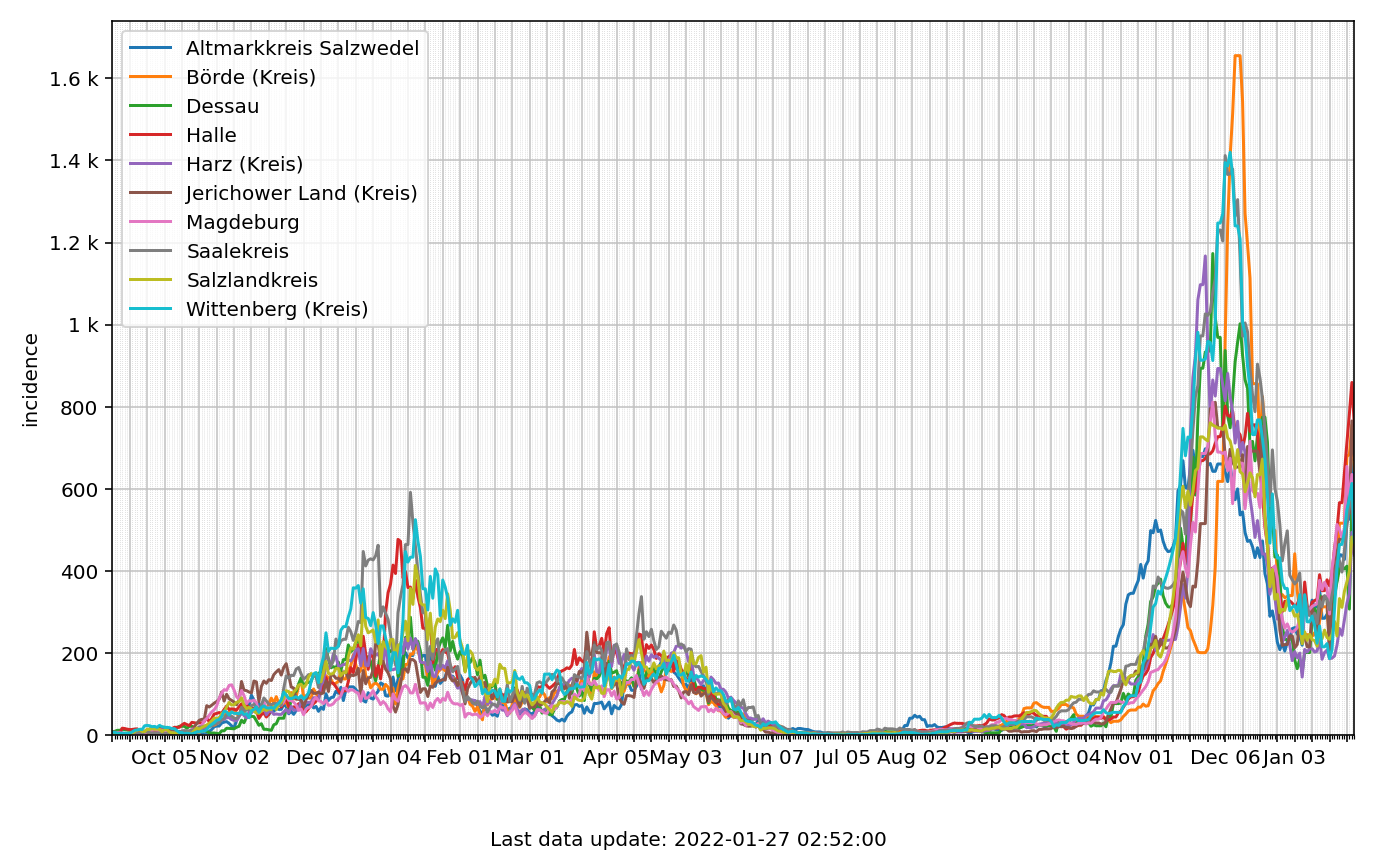 Altmarkkreis Salzwedel
Börde (Kreis)
Dessau
Halle
Harz (Kreis)
Jerichower Land (Kreis)
Magdeburg
Saalekreis
Salzlandkreis
Wittenberg (Kreis)
incidence
1.6 k
1.4 k
1.2 k
1 k
800
600
400
200
0
Oct 05 Nov 02 Dec 07 Jan 04 Feb 01 Mar 01 Apr 05 May 03 Jun 07 Jul 05 Aug 02 Sep 06 Oct 04 Nov 01 Dec 06 Jan 03
Last data update: 2022-01-27 02:52:00